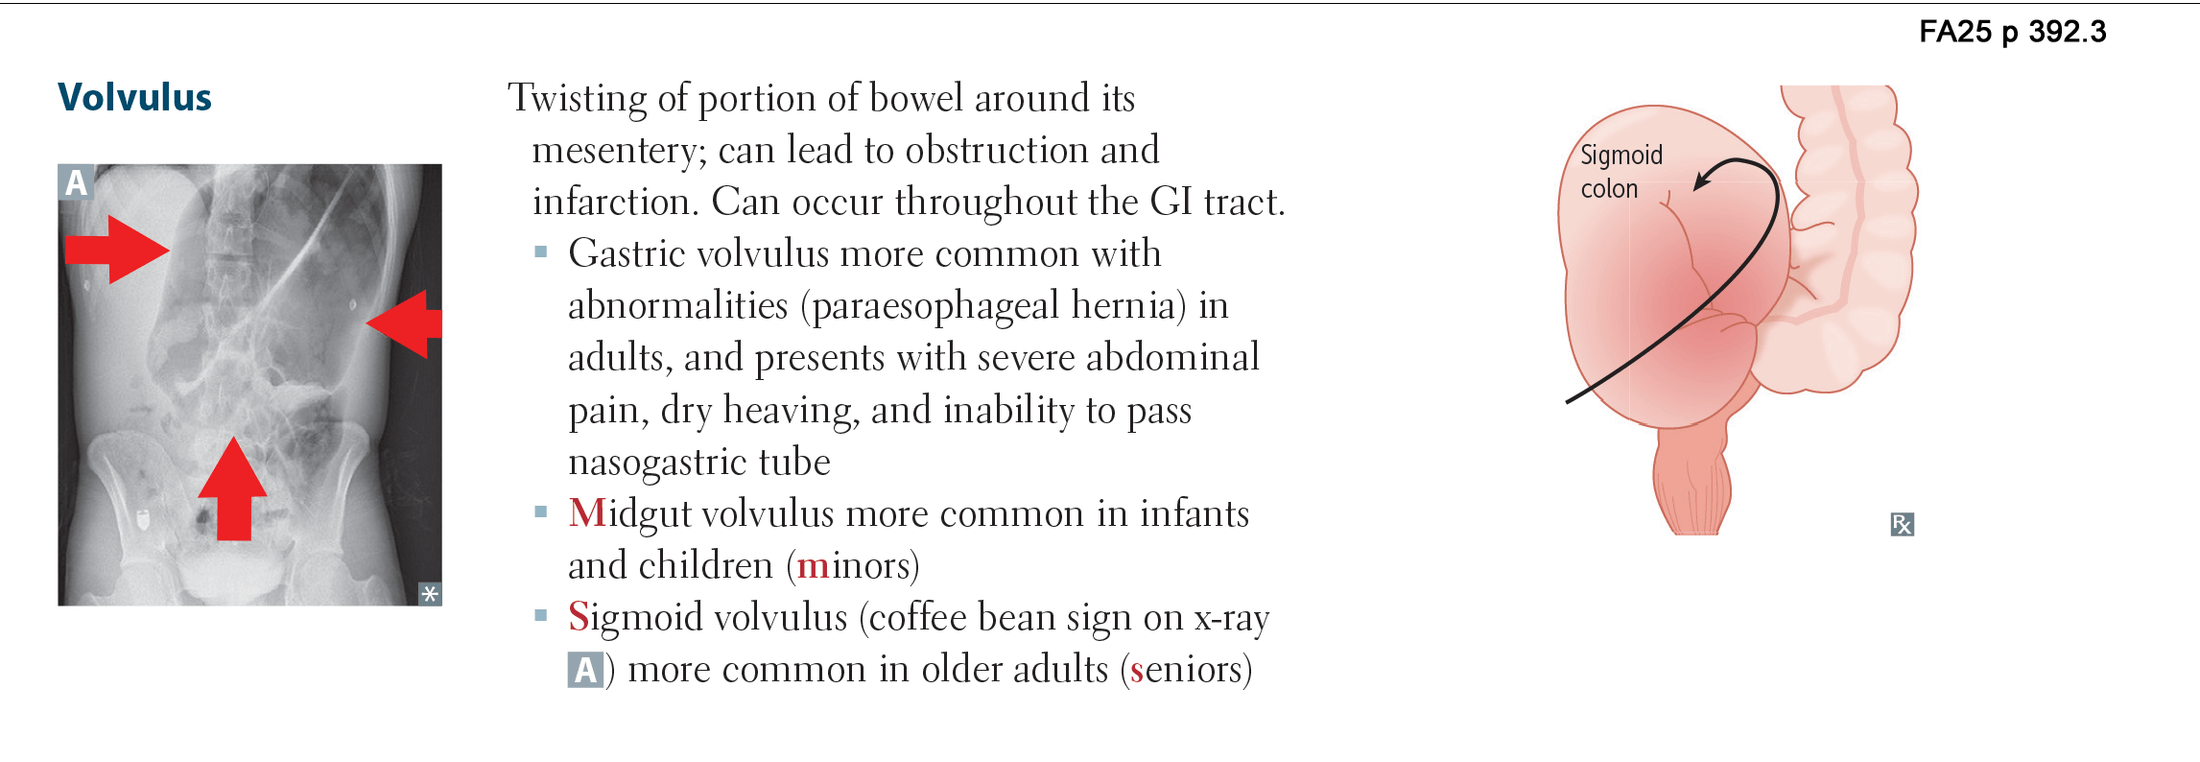 FA25 p 392.3
Volvulus
A
Twisting of portion of bowel around its
mesentery; can lead to obstruction and
infarction. Can occur throughout the GI tract.
▪ Gastric volvulus more common with
abnormalities (paraesophageal hernia) in
adults, and presents with severe abdominal
pain, dry heaving, and inability to pass
nasogastric tube
▪ Midgut volvulus more common in infants
and children (minors)
▪ Sigmoid volvulus (coffee bean sign on x-ray
A) more common in older adults (seniors)
Sigmoid
colon
Rx